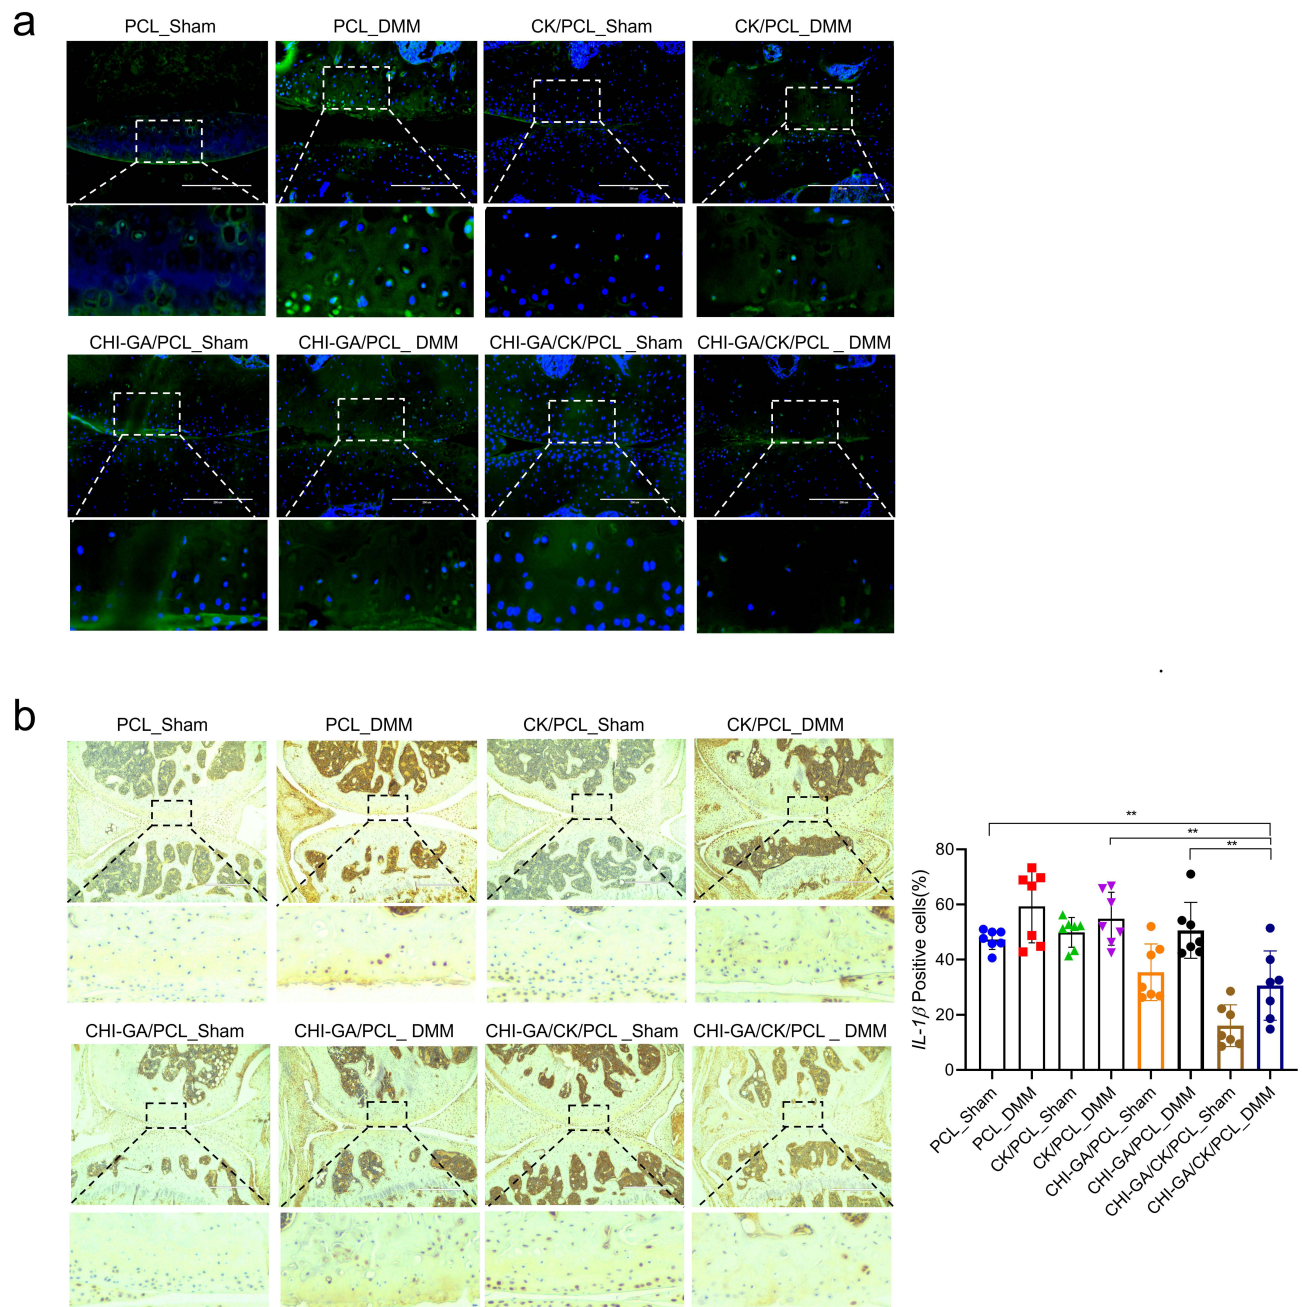 a
PCL_Sham
PCL_DMM
CK/PCL_Sham
CK/PCL_DMM
CHI-GA/PCL_Sham
CHI-GA/PCL_ DMM
CHI-GA/CK/PCL _Sham
CHI-GA/CK/PCL _ DMM
b
PCL_Sham
PCL_DMM
CK/PCL_Sham
CK/PCL_DMM
CHI-GA/PCL_Sham
CHI-GA/PCL_ DMM
CHI-GA/CK/PCL_ Sham
CHI-GA/CK/PCL _ DMM
**
**
**
80
60
40
20
0
IL-1β Positive cells(%)
PCL_Sham
PCL_DMM
CK/PCL_Sham
CK/PCL_DMM
CHI-GA/PCL_Sham
CHI-GA/PCL_DMM
CHI-GA/CK/PCL_Sham
CHI-GA/CK/PCL_DMM